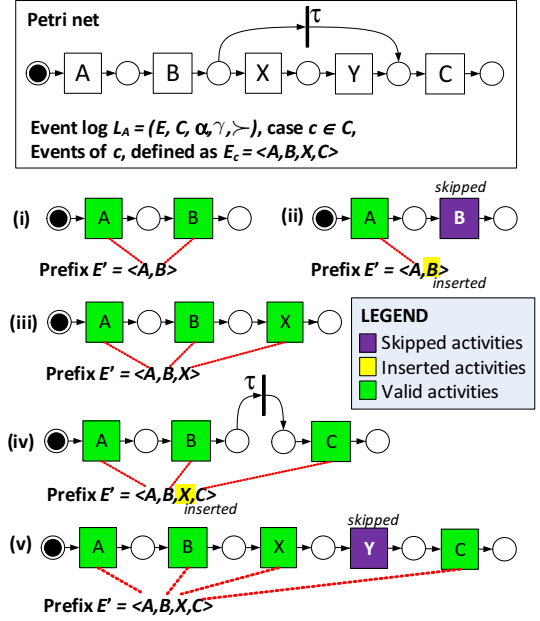 Petri net
τ
A B X Y C
Event log L_A = (E, C, α,γ,≻), case c ∈ C,
Events of c, defined as E_c = <A,B,X,C>
skipped
(i) A B (ii) A B
Prefix E' = <A,B> Prefix E' = <A,B>
inserted
(iii) A B X
Prefix E' = <A,B,X>
LEGEND
Skipped activities
Inserted activities
Valid activities
τ
(iv) A B C
Prefix E' = <A,B,X,C>
inserted
skipped
(v) A B X Y C
Prefix E' = <A,B,X,C>